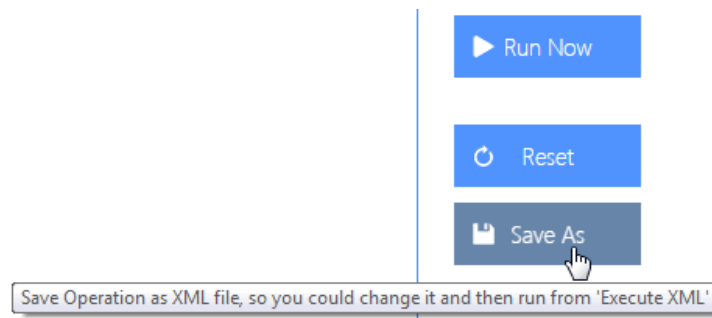 Run Now
Reset
Save As
Save Operation as XML file, so you could change it and then run from 'Execute XML'